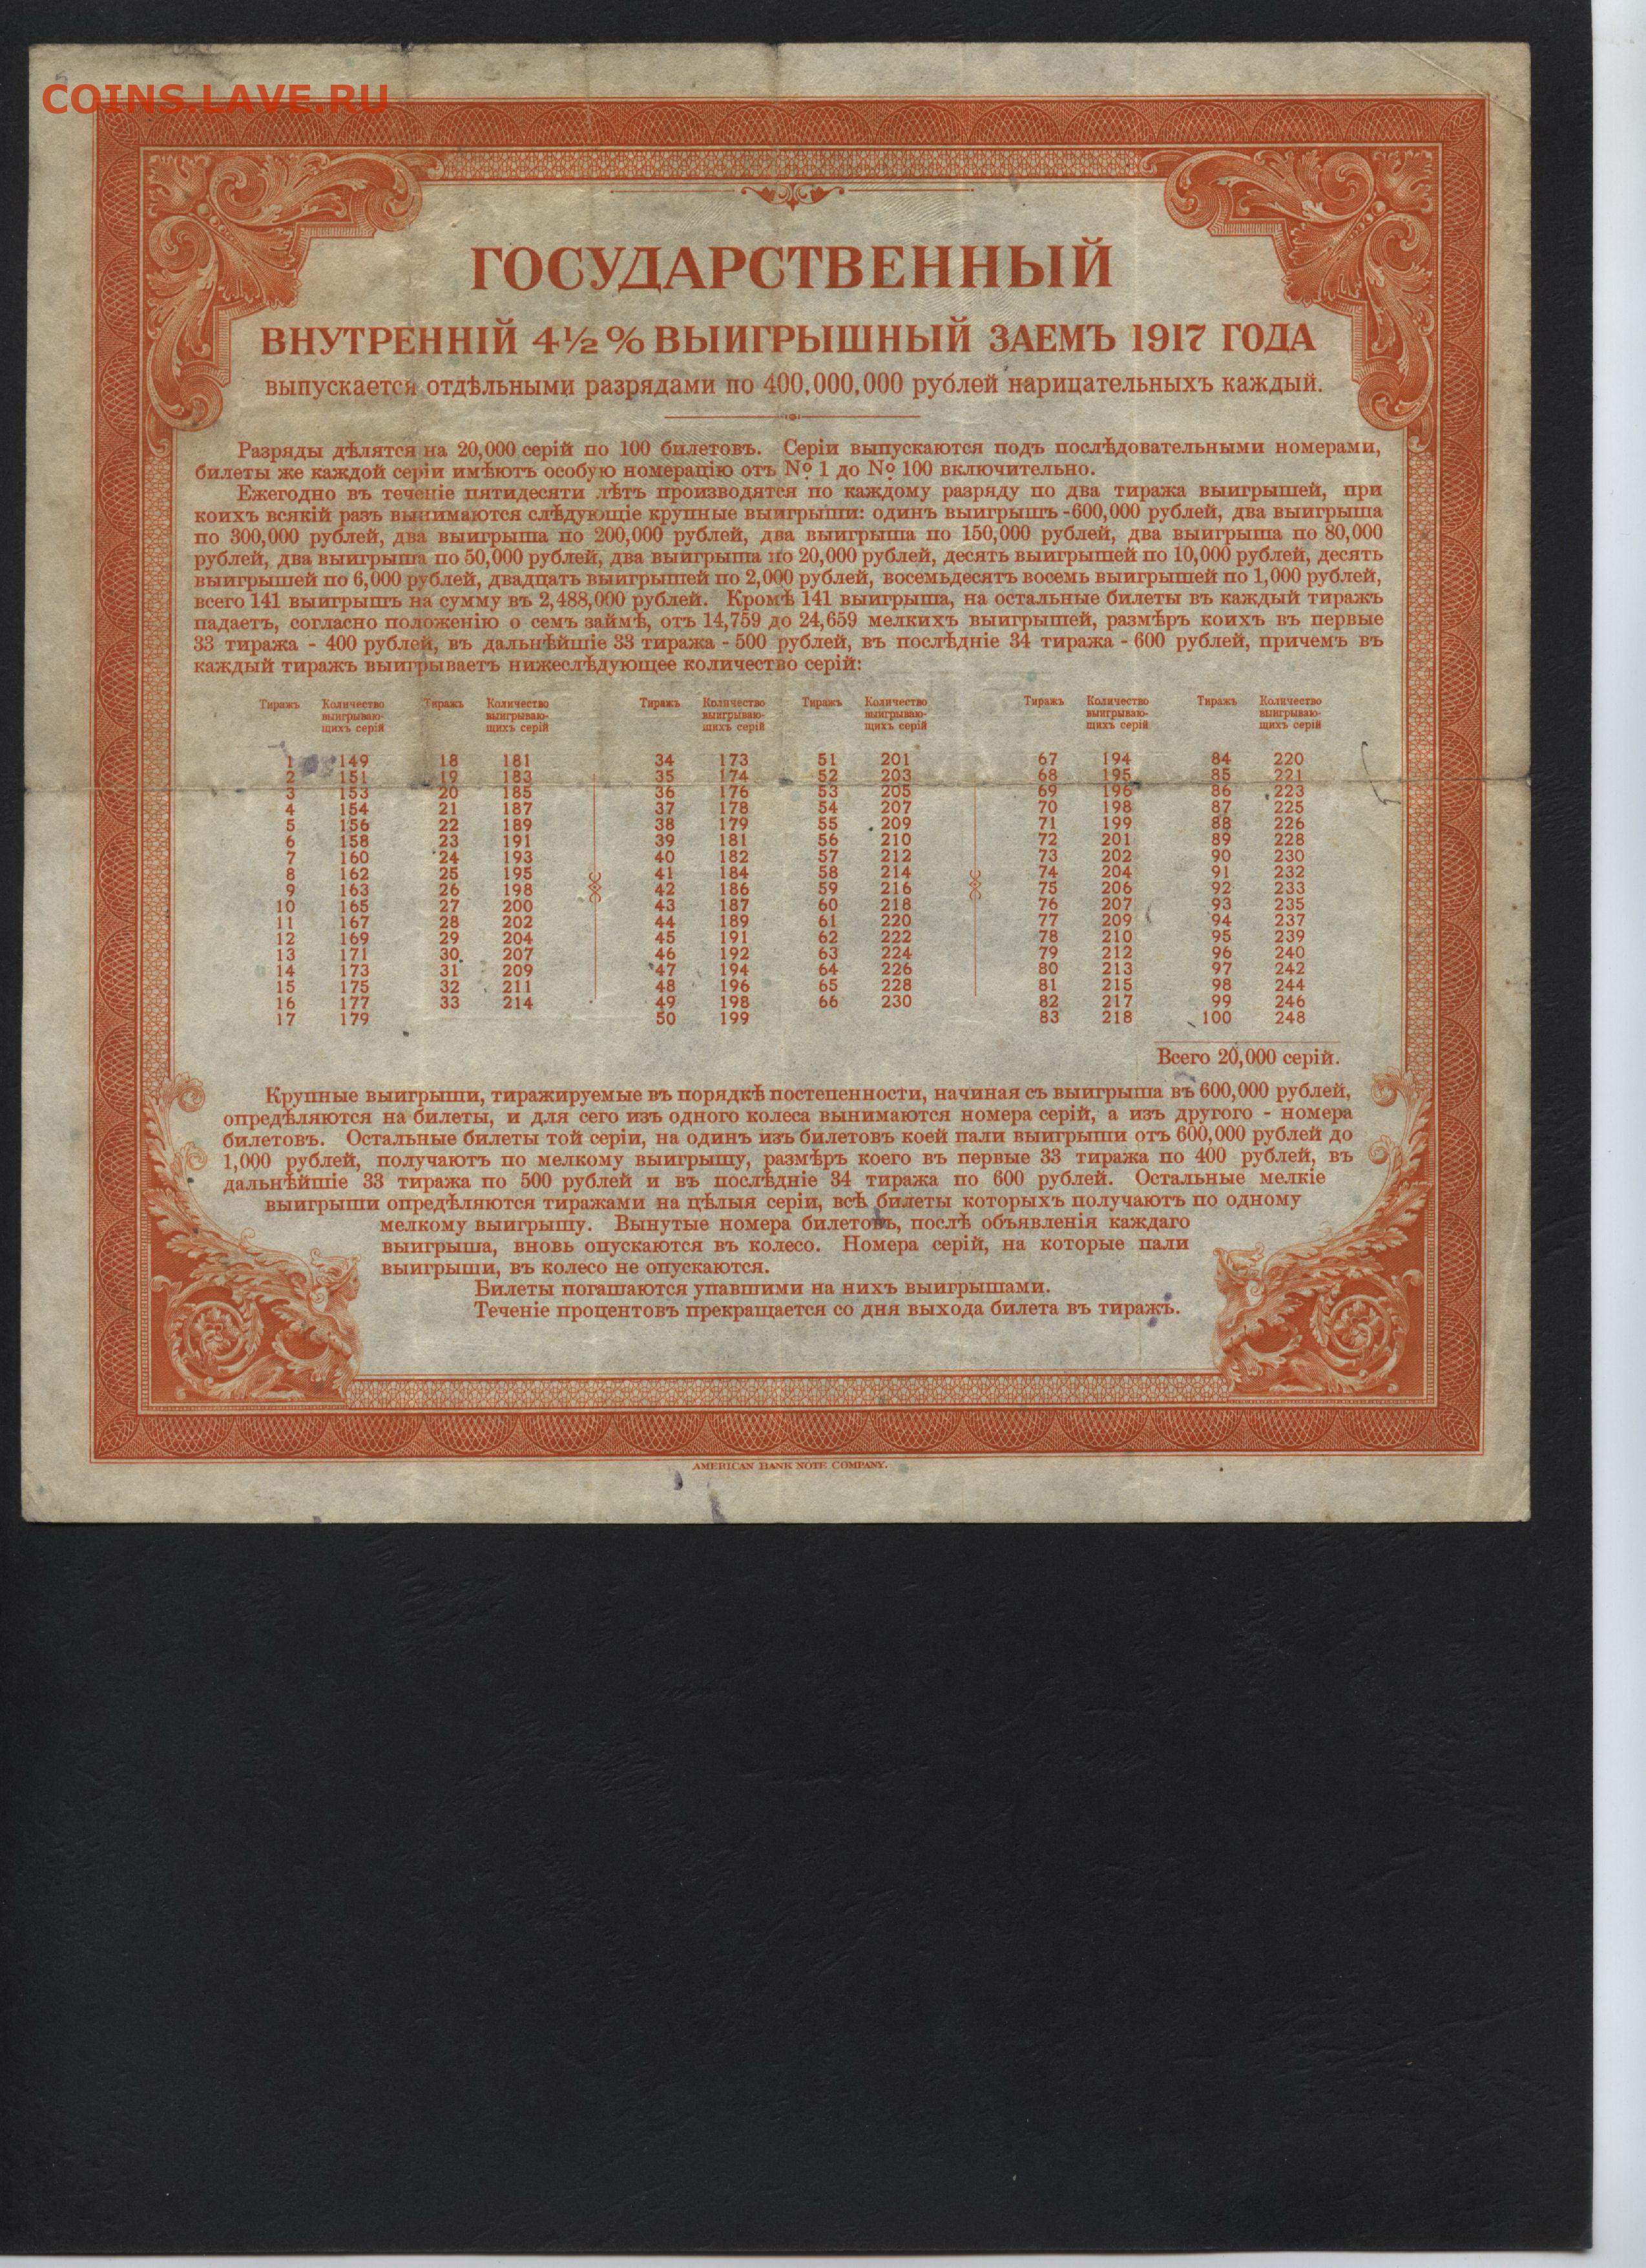 COINS.LAVE.RU
ГОСУДАРСТВЕННЫЙ
ВНУТРЕННІЙ 4½% ВЫИГРЫШНЫЙ ЗАЕМЪ 1917 ГОДА
выпускается отдѣльными разрядами по 400,000,000 рублей нарицательныхъ каждый.
Разряды дѣлятся на 20,000 серій по 100 билетовъ. Серіи выпускаются подъ послѣдовательными номерами,
билеты же каждой серіи имѣютъ особую номерацію отъ № 1 до № 100 включительно.
Ежегодно въ теченіе пятидесяти лѣтъ производятся по каждому разряду по два тиража выигрышей, при
коихъ всякій разъ вынимаются слѣдующіе крупные выигрыши: одинъ выигрышъ -600,000 рублей, два выигрыша
по 300,000 рублей, два выигрыша по 200,000 рублей, два выигрыша по 150,000 рублей, два выигрыша по 80,000
рублей, два выигрыша по 50,000 рублей, два выигрыша по 20,000 рублей, десять выигрышей по 10,000 рублей, десять
выигрышей по 6,000 рублей, двадцать выигрышей по 2,000 рублей, восемьдесятъ восемь выигрышей по 1,000 рублей,
всего 141 выигрышъ на сумму въ 2,488,000 рублей. Кромѣ 141 выигрыша, на остальные билеты въ каждый тиражъ
падаетъ, согласно положенію о семъ займѣ, отъ 14,759 до 24,659 мелкихъ выигрышей, размѣръ коихъ въ первые
33 тиража - 400 рублей, въ дальнѣйшіе 33 тиража - 500 рублей, въ послѣдніе 34 тиража - 600 рублей, причемъ въ
каждый тиражъ выигрываетъ нижеслѣдующее количество серій:
Тиражъ Количество Тиражъ Количество Тиражъ Количество Тиражъ Количество Тиражъ Количество Тиражъ Количество
выигрываю- выигрываю- выигрываю- выигрываю- выигрываю- выигрываю-
щихъ серій щихъ серій щихъ серій щихъ серій щихъ серій щихъ серій
1 149 18 181 34 173 51 201 67 194 84 220
2 151 19 183 35 174 52 203 68 195 85 221
3 153 20 185 36 176 53 205 69 196 86 223
4 154 21 187 37 178 54 207 70 198 87 225
5 156 22 189 38 179 55 209 71 199 88 226
6 158 23 191 39 181 56 210 72 201 89 228
7 160 24 193 40 182 57 212 73 202 90 230
8 162 25 195 41 184 58 214 74 204 91 232
9 163 26 198 42 186 59 216 75 206 92 233
10 165 27 200 43 187 60 218 76 207 93 235
11 167 28 202 44 189 61 220 77 209 94 237
12 169 29 204 45 191 62 222 78 210 95 239
13 171 30 207 46 192 63 224 79 212 96 240
14 173 31 209 47 194 64 226 80 213 97 242
15 175 32 211 48 196 65 228 81 215 98 244
16 177 33 214 49 198 66 230 82 217 99 246
17 179 50 199 83 218 100 248
Всего 20,000 серій.
Крупные выигрыши, тиражируемые въ порядкѣ постепенности, начиная съ выигрыша въ 600,000 рублей,
опредѣляются на билеты, и для сего изъ одного колеса вынимаются номера серій, а изъ другого - номера
билетовъ. Остальные билеты той серіи, на одинъ изъ билетовъ коей пали выигрыши отъ 600,000 рублей до
1,000 рублей, получаютъ по мелкому выигрышу, размѣръ коего въ первые 33 тиража по 400 рублей, въ
дальнѣйшіе 33 тиража по 500 рублей и въ послѣдніе 34 тиража по 600 рублей. Остальные мелкіе
выигрыши опредѣляются тиражами на цѣлыя серіи, всѣ билеты которыхъ получаютъ по одному
мелкому выигрышу. Вынутые номера билетовъ, послѣ объявленія каждаго
выигрыша, вновь опускаются въ колесо. Номера серій, на которые пали
выигрыши, въ колесо не опускаются.
Билеты погашаются упавшими на нихъ выигрышами.
Теченіе процентовъ прекращается со дня выхода билета въ тиражъ.
AMERICAN BANK NOTE COMPANY.